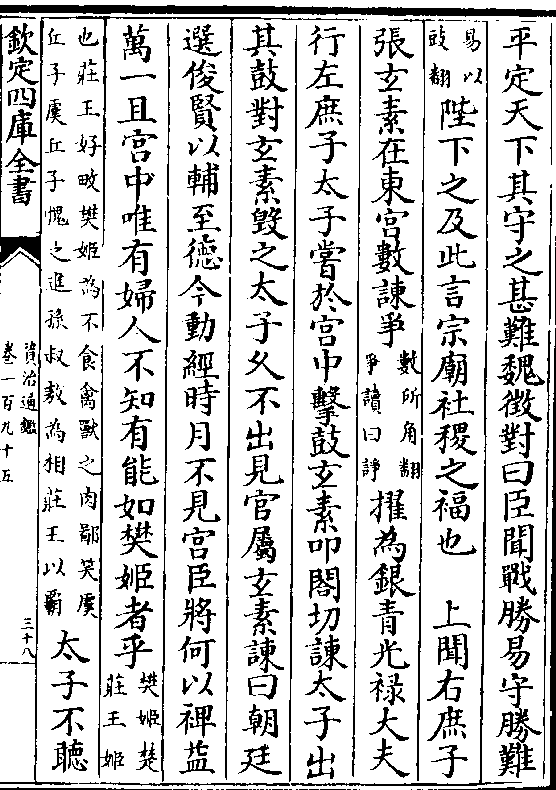 平定天下其守之甚難魏徵對曰臣聞戰勝易守勝難
易以豉翻陛下之及此言宗廟社稷之福也　上聞右庶子
張玄素在東宮數諫爭數所角翻爭讀曰諍擢為銀青光禄大夫
行左庶子太子嘗於宮中擊鼓玄素叩閤切諫太子出
其鼓對玄素毁之太子久不出見官屬玄素諫曰朝廷
選俊賢以輔至德今動經時月不見宮臣將何以裨益
萬一且宮中唯有婦人不知有能如樊姬者乎樊姬楚莊王姬
也莊王好畋樊姬為不食禽獸之肉鄙笑虞丘子虞丘子愧之進孫叔敖為相莊王以霸太子不聽
欽定四庫全書
資治通鑑
卷一百九十五
三十八